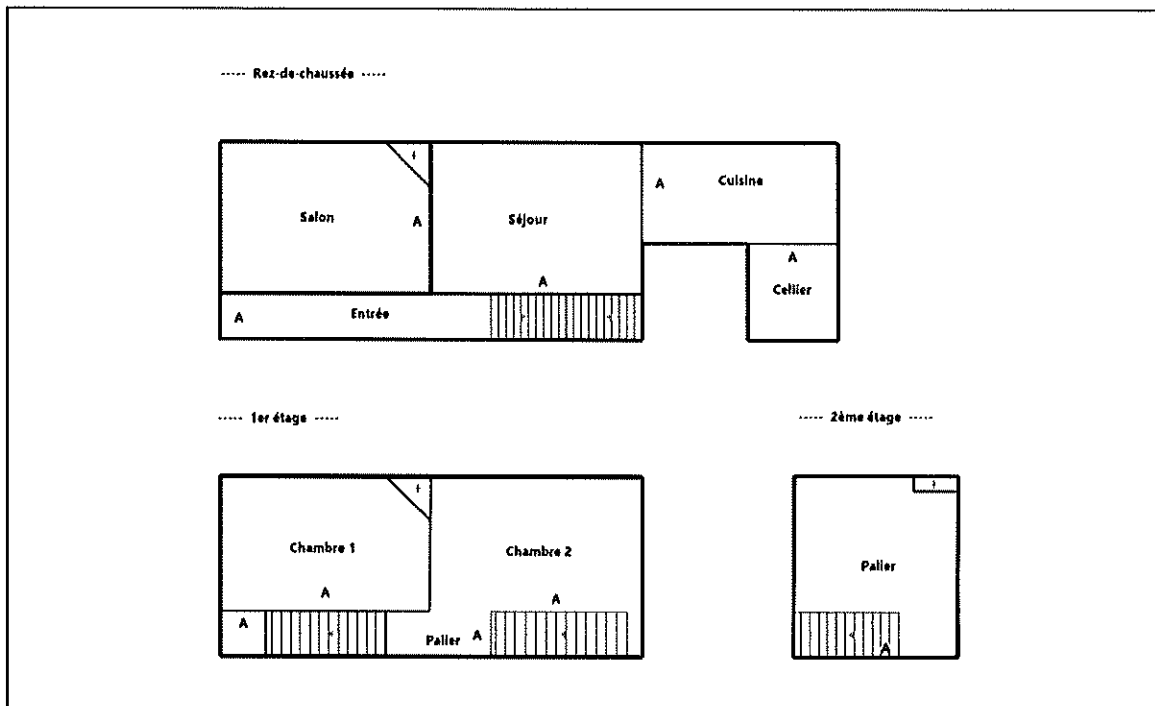 ----- Rez-de-chaussée -----
Salon
A
Séjour
A
A
Cuisine
A
Cellier
A
Entrée
----- 1er étage -----
----- 2ème étage -----
Chambre 1
A
Chambre 2
A
A
Palier
A
Palier
A